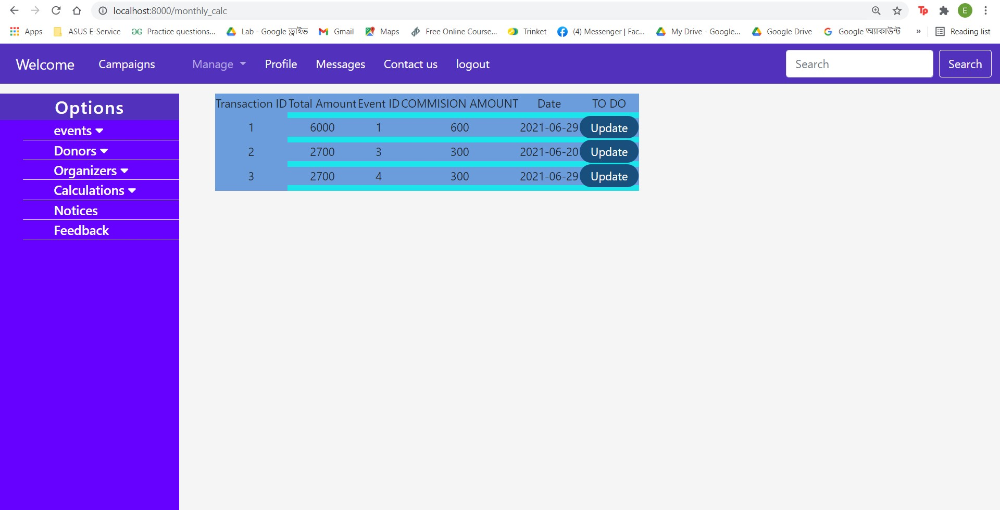 localhost:8000/monthly_calc
E
Apps ASUS E-Service Practice questions... Lab - Google ড্রাইভ Gmail Maps Free Online Course... Trinket (4) Messenger | Fac... My Drive - Google... Google Drive Google অ্যাকাউন্ট » Reading list
Welcome Campaigns Manage Profile Messages Contact us logout Search Search
Options
events
Donors
Organizers
Calculations
Notices
Feedback
Transaction ID Total Amount Event ID COMMISION AMOUNT Date TO DO
1 6000 1 600 2021-06-29 Update
2 2700 3 300 2021-06-20 Update
3 2700 4 300 2021-06-29 Update